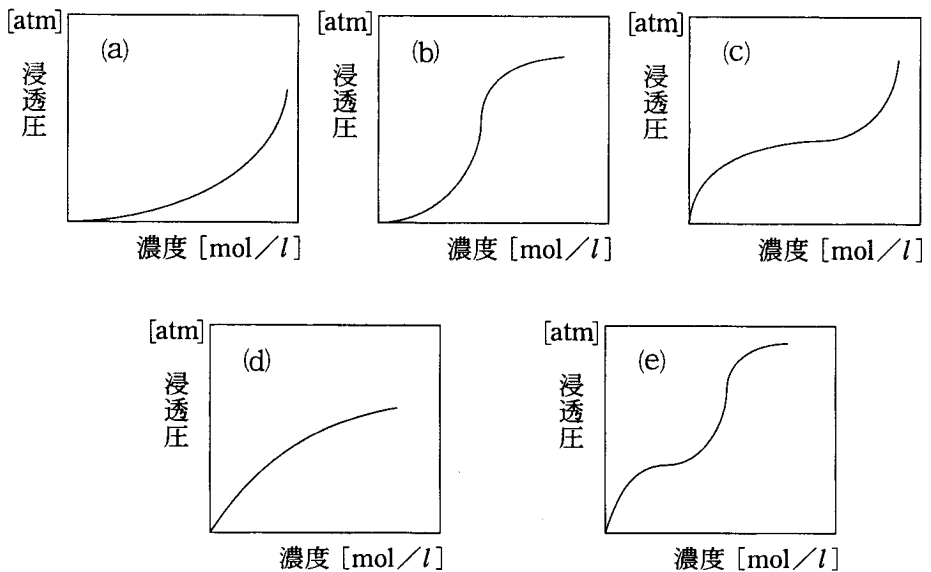 [atm]
(a)
浸透圧
濃度 [mol/l]
[atm]
(b)
浸透圧
濃度 [mol/l]
[atm]
(c)
浸透圧
濃度 [mol/l]
[atm]
(d)
浸透圧
濃度 [mol/l]
[atm]
(e)
浸透圧
濃度 [mol/l]